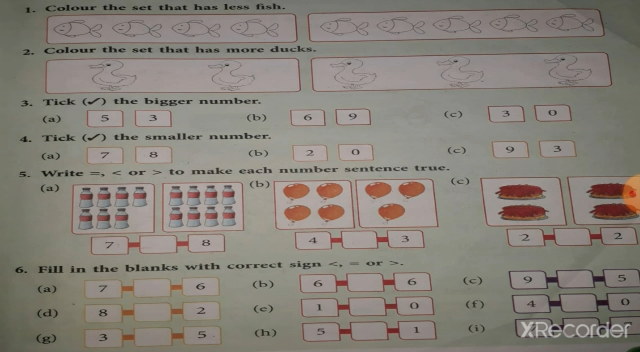 1. Colour the set that has less fish.
2. Colour the set that has more ducks.
3. Tick (✓) the bigger number.
(a) 5 3 (b) 6 9 (c) 3 0
4. Tick (✓) the smaller number.
(a) 7 8 (b) 2 0 (c) 9 3
5. Write =, < or > to make each number sentence true.
(a) (b) (c)
7 8 4 3 2 2
6. Fill in the blanks with correct sign <, = or >.
(a) 7 6 (b) 6 6 (c) 9 5
(d) 8 2 (e) 1 0 (f) 4 0
(g) 3 5 (h) 5 1 (i)
XRecorder